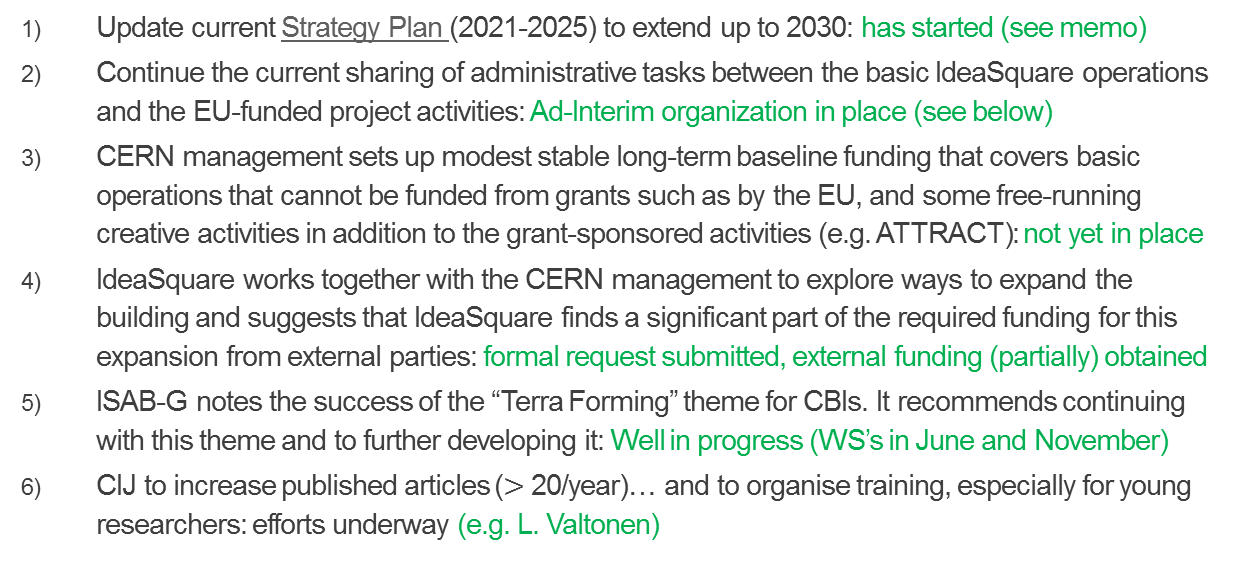 1) Update current Strategy Plan (2021-2025) to extend up to 2030: has started (see memo)
2) Continue the current sharing of administrative tasks between the basic IdeaSquare operations
and the EU-funded project activities: Ad-Interim organization in place (see below)
3) CERN management sets up modest stable long-term baseline funding that covers basic
operations that cannot be funded from grants such as by the EU, and some free-running
creative activities in addition to the grant-sponsored activities (e.g. ATTRACT): not yet in place
4) IdeaSquare works together with the CERN management to explore ways to expand the
building and suggests that IdeaSquare finds a significant part of the required funding for this
expansion from external parties: formal request submitted, external funding (partially) obtained
5) ISAB-G notes the success of the “Terra Forming” theme for CBIs. It recommends continuing
with this theme and to further developing it: Well in progress (WS’s in June and November)
6) CIJ to increase published articles (> 20/year)… and to organise training, especially for young
researchers: efforts underway (e.g. L. Valtonen)